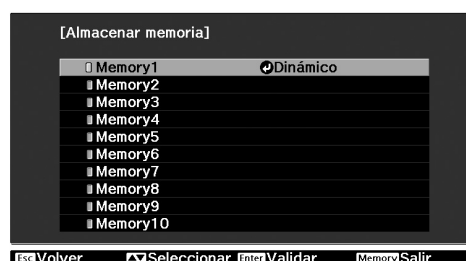 [Almacenar memoria]
Memory1 Dinámico
Memory2
Memory3
Memory4
Memory5
Memory6
Memory7
Memory8
Memory9
Memory10
Esc Volver Seleccionar Enter Validar Memory Salir